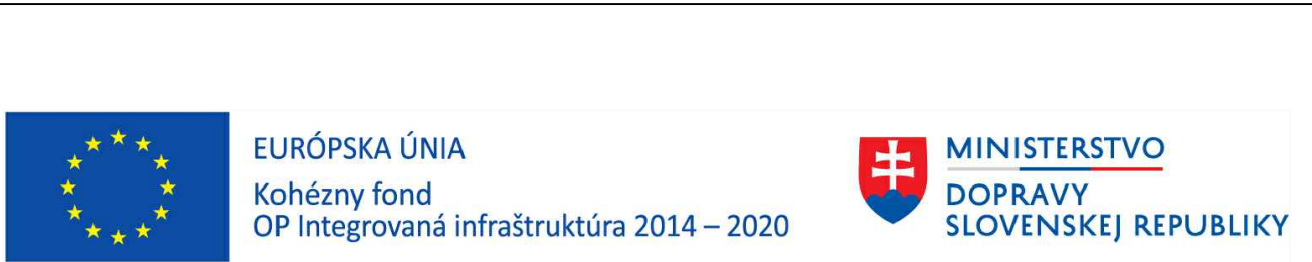 EURÓPSKA ÚNIA
Kohézny fond
OP Integrovaná infraštruktúra 2014 – 2020
MINISTERSTVO
DOPRAVY
SLOVENSKEJ REPUBLIKY